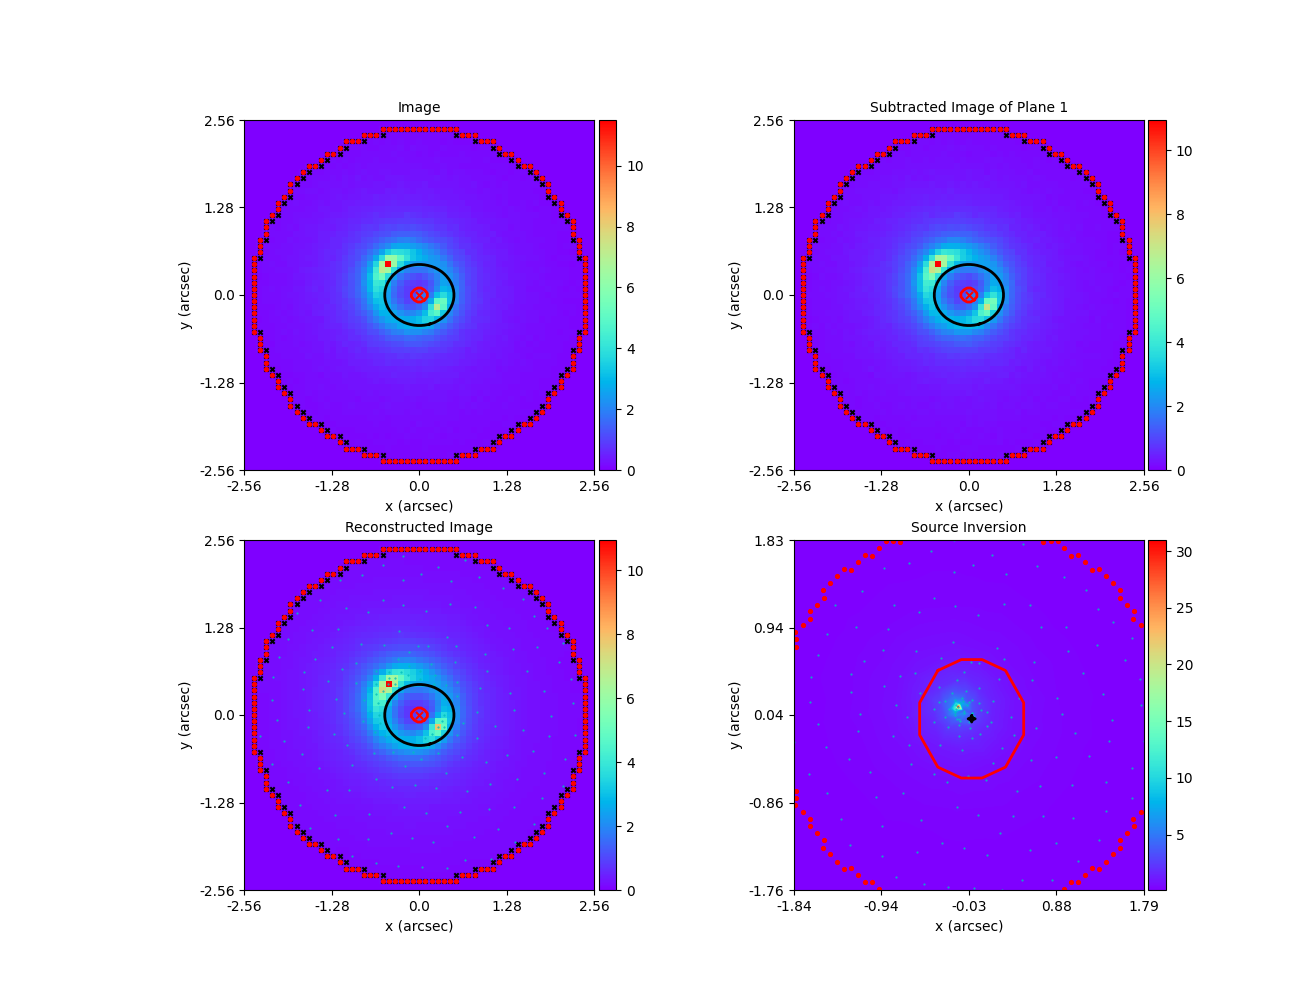 Image
2.56
1.28
0.0
-1.28
-2.56
y (arcsec)
-2.56 -1.28 0.0 1.28 2.56
x (arcsec)
10
8
6
4
2
0
Subtracted Image of Plane 1
2.56
1.28
0.0
-1.28
-2.56
y (arcsec)
-2.56 -1.28 0.0 1.28 2.56
x (arcsec)
10
8
6
4
2
0
Reconstructed Image
2.56
1.28
0.0
-1.28
-2.56
y (arcsec)
-2.56 -1.28 0.0 1.28 2.56
x (arcsec)
10
8
6
4
2
0
Source Inversion
1.83
0.94
0.04
-0.86
-1.76
y (arcsec)
-1.84 -0.94 -0.03 0.88 1.79
x (arcsec)
30
25
20
15
10
5